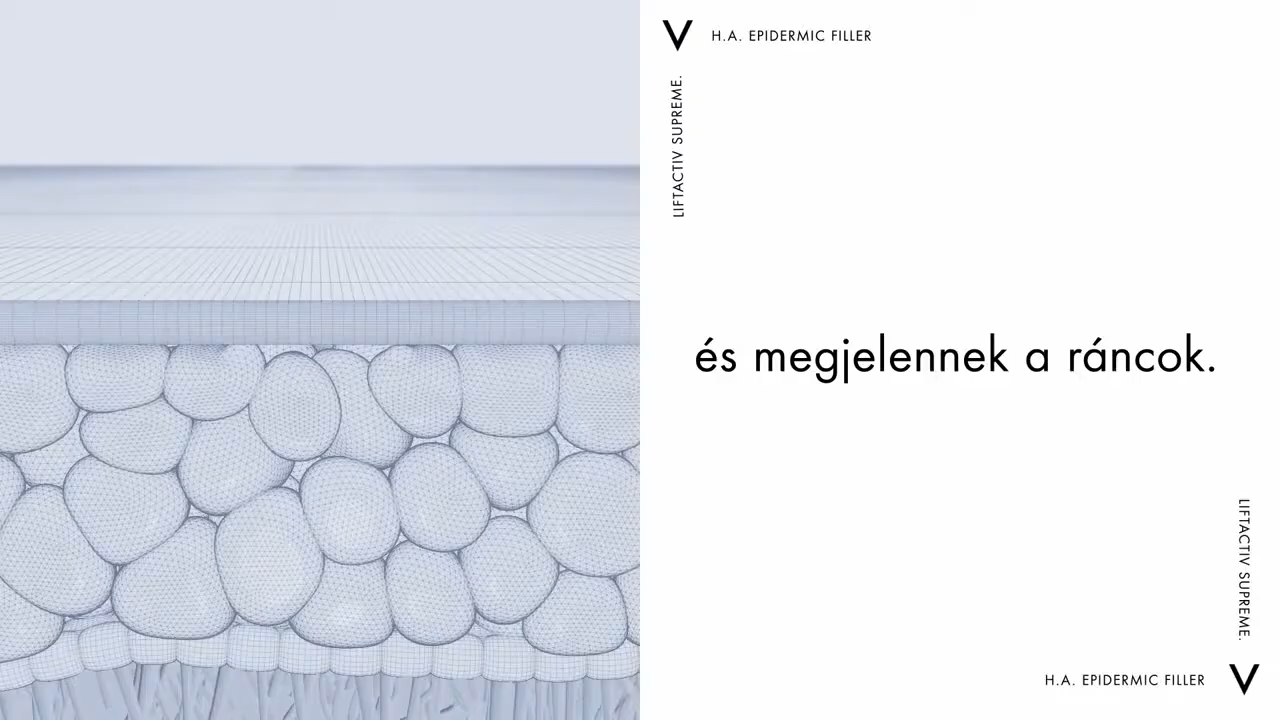 V H.A. EPIDERMIC FILLER
LIFTACTIV SUPREME.
és megjelennek a ráncok.
LIFTACTIV SUPREME.
H.A. EPIDERMIC FILLER V